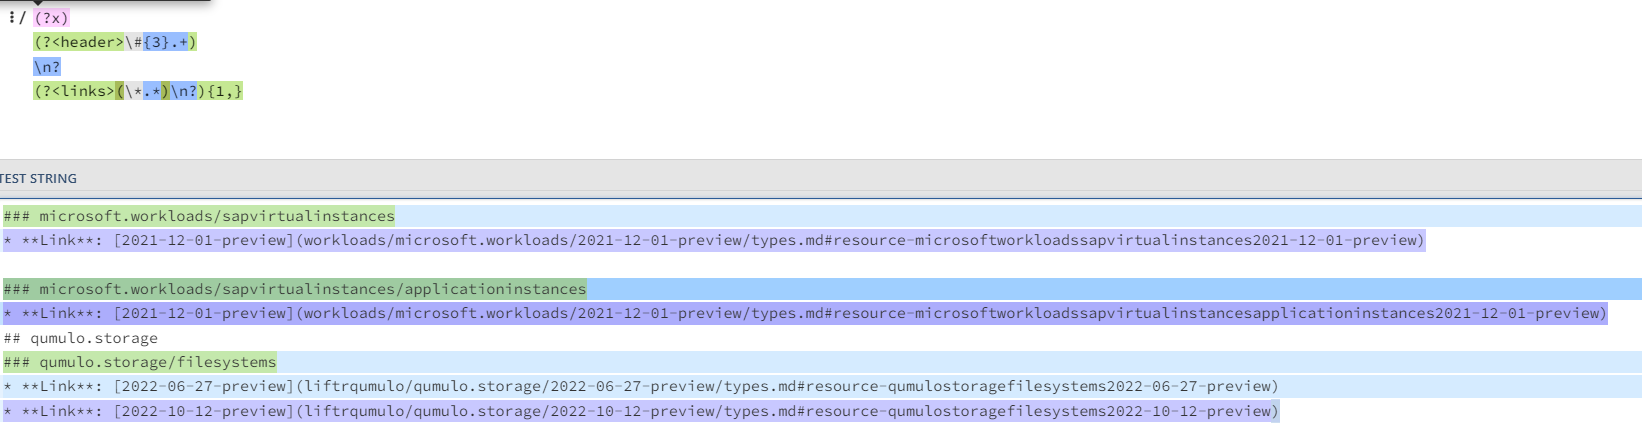 ⋮/ (?x)
(?<header>\#{3}.+)
\n?
(?<links>(\*.*)\n?){1,}
TEST STRING
### microsoft.workloads/sapvirtualinstances
* **Link**: [2021-12-01-preview](workloads/microsoft.workloads/2021-12-01-preview/types.md#resource-microsoftworkloadssapvirtualinstances2021-12-01-preview)
### microsoft.workloads/sapvirtualinstances/applicationinstances
* **Link**: [2021-12-01-preview](workloads/microsoft.workloads/2021-12-01-preview/types.md#resource-microsoftworkloadssapvirtualinstancesapplicationinstances2021-12-01-preview)
## qumulo.storage
### qumulo.storage/filesystems
* **Link**: [2022-06-27-preview](liftrqumulo/qumulo.storage/2022-06-27-preview/types.md#resource-qumulostoragefilesystems2022-06-27-preview)
* **Link**: [2022-10-12-preview](liftrqumulo/qumulo.storage/2022-10-12-preview/types.md#resource-qumulostoragefilesystems2022-10-12-preview)